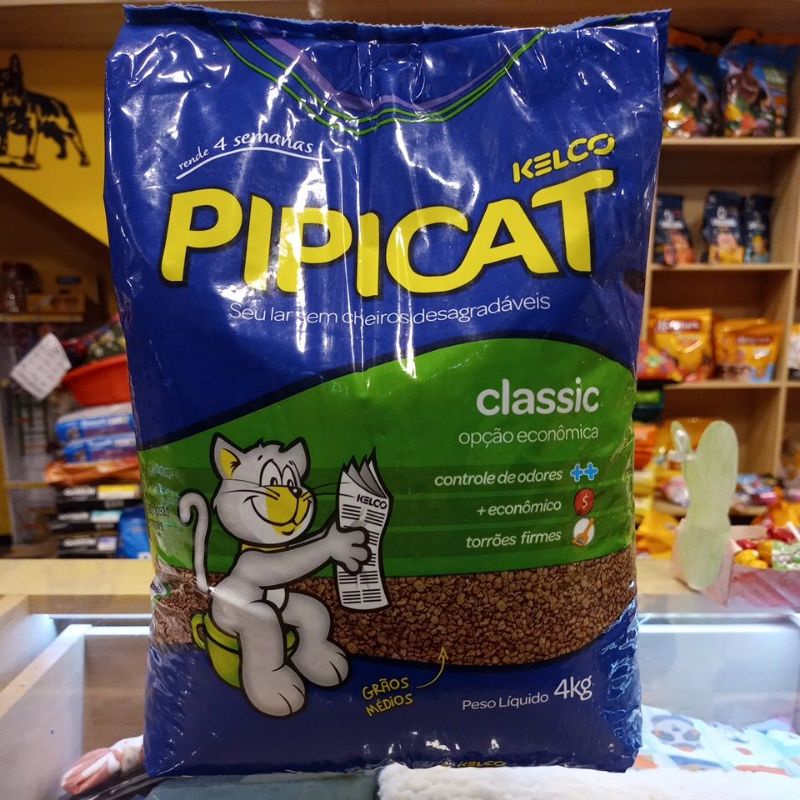 rende 4 semanas
KELCO
PIPICAT
Seu lar sem cheiros desagradáveis
classic
opção econômica
controle de odores ++
+ econômico $
torrões firmes
KELCO
GRÃOS
MÉDIOS
Peso Líquido 4kg
KELCO